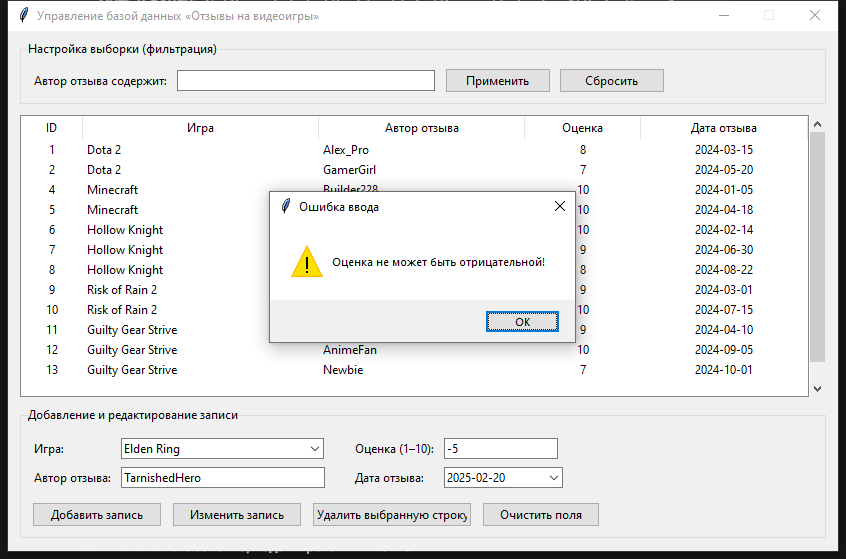 Управление базой данных «Отзывы на видеоигры»
Настройка выборки (фильтрация)
Автор отзыва содержит:
Применить
Сбросить
ID Игра Автор отзыва Оценка Дата отзыва
1 Dota 2 Alex_Pro 8 2024-03-15
2 Dota 2 GamerGirl 7 2024-05-20
4 Minecraft Builder228 10 2024-01-05
5 Minecraft 10 2024-04-18
6 Hollow Knight 10 2024-02-14
7 Hollow Knight 9 2024-06-30
8 Hollow Knight 8 2024-08-22
9 Risk of Rain 2 9 2024-03-01
10 Risk of Rain 2 10 2024-07-15
11 Guilty Gear Strive 9 2024-04-10
12 Guilty Gear Strive AnimeFan 10 2024-09-05
13 Guilty Gear Strive Newbie 7 2024-10-01
Ошибка ввода
Оценка не может быть отрицательной!
ОК
Добавление и редактирование записи
Игра: Elden Ring Оценка (1–10): -5
Автор отзыва: TarnishedHero Дата отзыва: 2025-02-20
Добавить запись Изменить запись Удалить выбранную строку Очистить поля